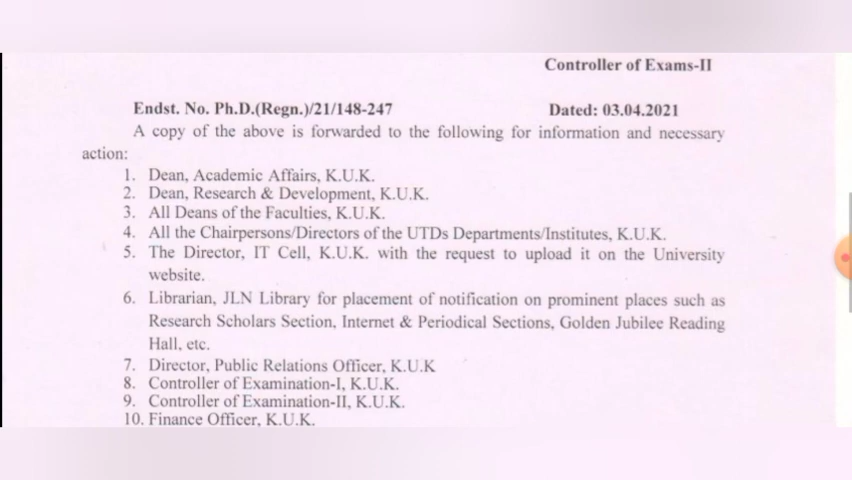 Controller of Exams-II
Endst. No. Ph.D.(Regn.)/21/148-247 Dated: 03.04.2021
A copy of the above is forwarded to the following for information and necessary
action:
1. Dean, Academic Affairs, K.U.K.
2. Dean, Research & Development, K.U.K.
3. All Deans of the Faculties, K.U.K.
4. All the Chairpersons/Directors of the UTDs Departments/Institutes, K.U.K.
5. The Director, IT Cell, K.U.K. with the request to upload it on the University
website.
6. Librarian, JLN Library for placement of notification on prominent places such as
Research Scholars Section, Internet & Periodical Sections, Golden Jubilee Reading
Hall, etc.
7. Director, Public Relations Officer, K.U.K
8. Controller of Examination-I, K.U.K.
9. Controller of Examination-II, K.U.K.
10. Finance Officer, K.U.K.